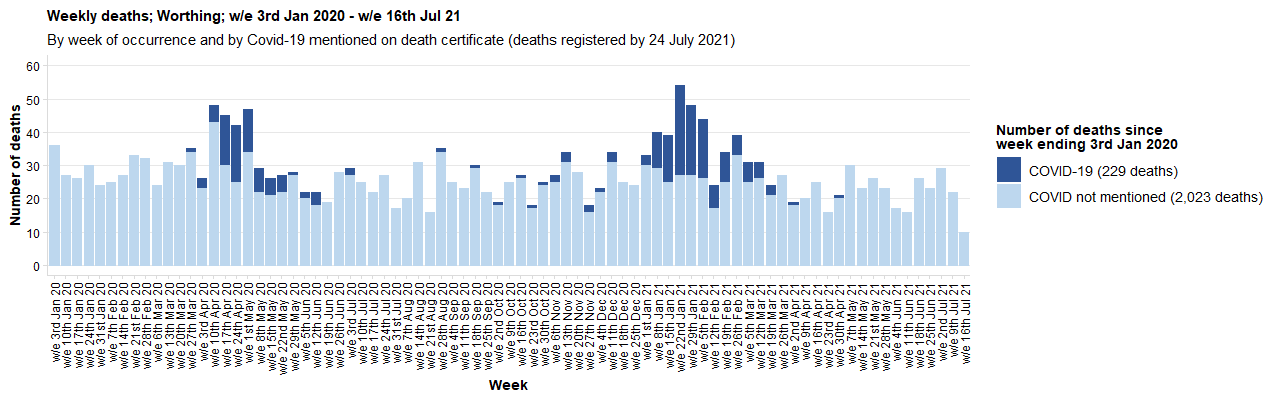 Weekly deaths; Worthing; w/e 3rd Jan 2020 - w/e 16th Jul 21
By week of occurrence and by Covid-19 mentioned on death certificate (deaths registered by 24 July 2021)
Number of deaths
60
50
40
30
20
10
0
w/e 3rd Jan 20
w/e 10th Jan 20
w/e 17th Jan 20
w/e 24th Jan 20
w/e 31st Jan 20
w/e 7th Feb 20
w/e 14th Feb 20
w/e 21st Feb 20
w/e 28th Feb 20
w/e 6th Mar 20
w/e 13th Mar 20
w/e 20th Mar 20
w/e 27th Mar 20
w/e 3rd Apr 20
w/e 10th Apr 20
w/e 17th Apr 20
w/e 24th Apr 20
w/e 1st May 20
w/e 8th May 20
w/e 15th May 20
w/e 22nd May 20
w/e 29th May 20
w/e 5th Jun 20
w/e 12th Jun 20
w/e 19th Jun 20
w/e 26th Jun 20
w/e 3rd Jul 20
w/e 10th Jul 20
w/e 17th Jul 20
w/e 24th Jul 20
w/e 31st Jul 20
w/e 7th Aug 20
w/e 14th Aug 20
w/e 21st Aug 20
w/e 28th Aug 20
w/e 4th Sep 20
w/e 11th Sep 20
w/e 18th Sep 20
w/e 25th Sep 20
w/e 2nd Oct 20
w/e 9th Oct 20
w/e 16th Oct 20
w/e 23rd Oct 20
w/e 30th Oct 20
w/e 6th Nov 20
w/e 13th Nov 20
w/e 20th Nov 20
w/e 27th Nov 20
w/e 4th Dec 20
w/e 11th Dec 20
w/e 18th Dec 20
w/e 25th Dec 20
w/e 1st Jan 21
w/e 8th Jan 21
w/e 15th Jan 21
w/e 22nd Jan 21
w/e 29th Jan 21
w/e 5th Feb 21
w/e 12th Feb 21
w/e 19th Feb 21
w/e 26th Feb 21
w/e 5th Mar 21
w/e 12th Mar 21
w/e 19th Mar 21
w/e 26th Mar 21
w/e 2nd Apr 21
w/e 9th Apr 21
w/e 16th Apr 21
w/e 23rd Apr 21
w/e 30th Apr 21
w/e 7th May 21
w/e 14th May 21
w/e 21st May 21
w/e 28th May 21
w/e 4th Jun 21
w/e 11th Jun 21
w/e 18th Jun 21
w/e 25th Jun 21
w/e 2nd Jul 21
w/e 9th Jul 21
w/e 16th Jul 21
Week
Number of deaths since
week ending 3rd Jan 2020
COVID-19 (229 deaths)
COVID not mentioned (2,023 deaths)